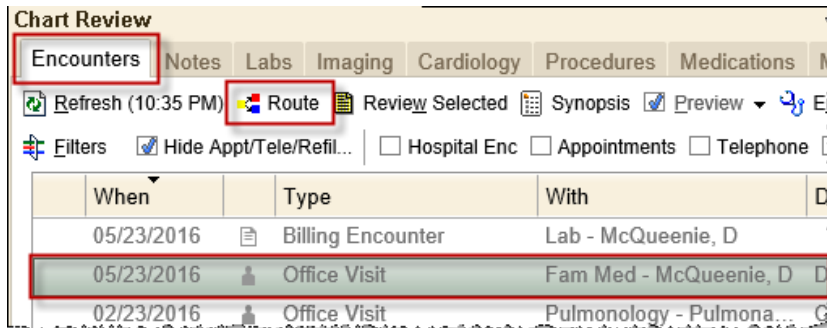 Chart Review
Encounters Notes Labs Imaging Cardiology Procedures Medications
Refresh (10:35 PM) Route Review Selected Synopsis Preview
Filters Hide Appt/Tele/Refil... Hospital Enc Appointments Telephone
When Type With
05/23/2016 Billing Encounter Lab - McQueenie, D
05/23/2016 Office Visit Fam Med - McQueenie, D D
02/23/2016 Office Visit Pulmonology - Pulmona...